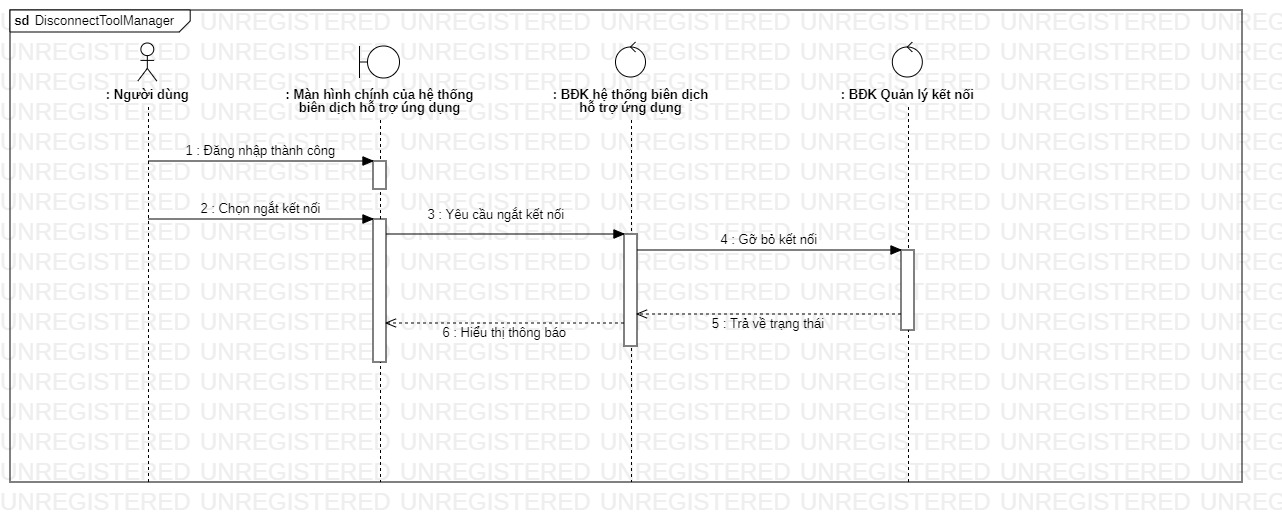 sd DisconnectToolManager
: Người dùng
: Màn hình chính của hệ thống
biên dịch hỗ trợ ứng dụng
: BĐK hệ thống biên dịch
hỗ trợ ứng dụng
: BĐK Quản lý kết nối
1 : Đăng nhập thành công
2 : Chọn ngắt kết nối
3 : Yêu cầu ngắt kết nối
4 : Gỡ bỏ kết nối
5 : Trả về trạng thái
6 : Hiểu thị thông báo
UNREGISTERED UNREGISTERED UNREGISTERED UNREGISTERED UNREGISTERED UNREGISTERED